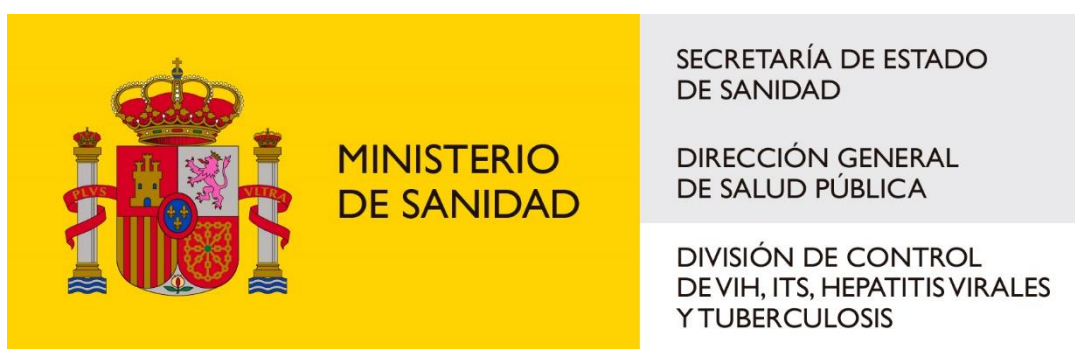 PLVS VLTRA
MINISTERIO
DE SANIDAD
SECRETARÍA DE ESTADO
DE SANIDAD
DIRECCIÓN GENERAL
DE SALUD PÚBLICA
DIVISIÓN DE CONTROL
DE VIH, ITS, HEPATITIS VIRALES
Y TUBERCULOSIS